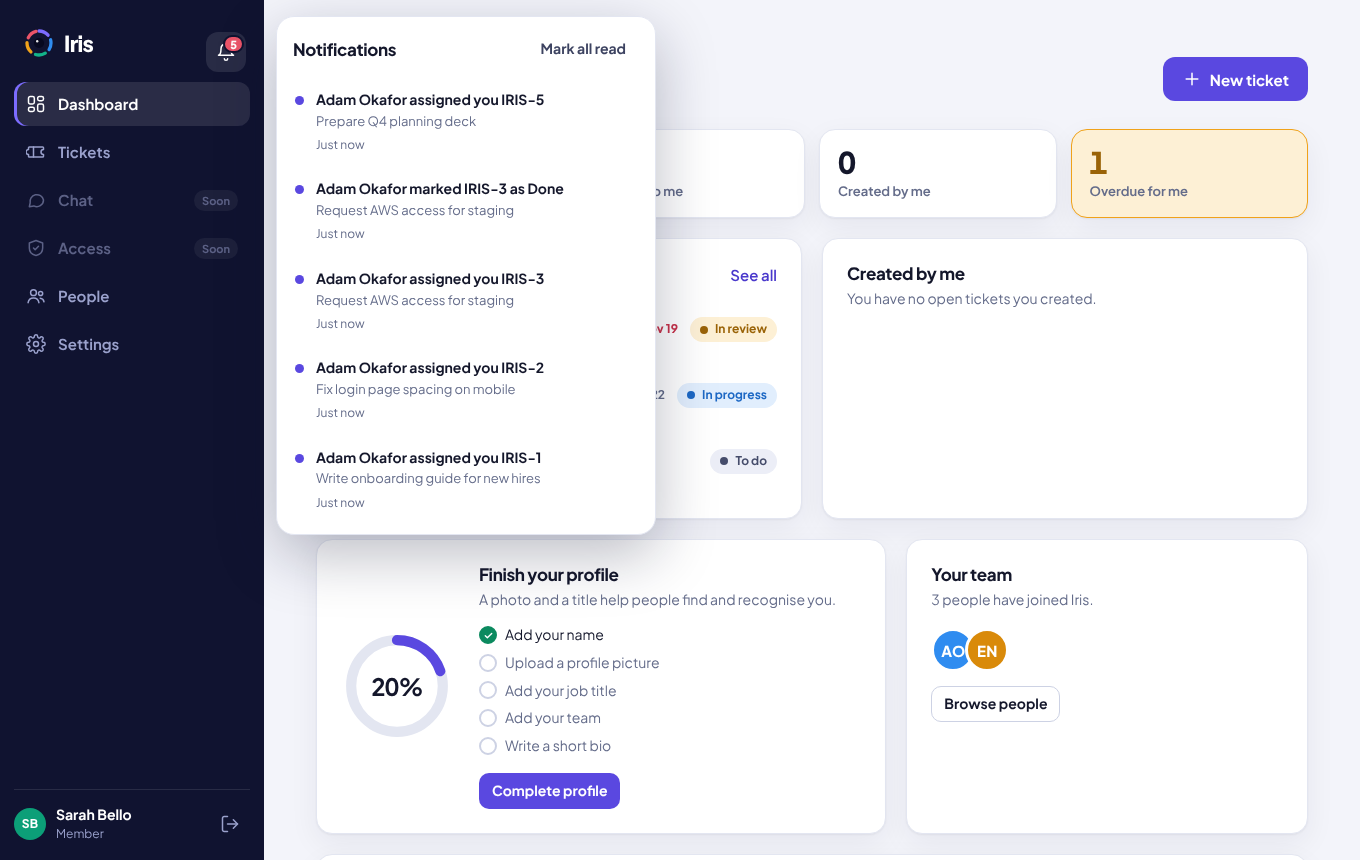 Iris
5
Dashboard
Tickets
Chat
Soon
Access
Soon
People
Settings
SB
Sarah Bello
Member
Notifications
Mark all read
Adam Okafor assigned you IRIS-5
Prepare Q4 planning deck
Just now
Adam Okafor marked IRIS-3 as Done
Request AWS access for staging
Just now
Adam Okafor assigned you IRIS-3
Request AWS access for staging
Just now
Adam Okafor assigned you IRIS-2
Fix login page spacing on mobile
Just now
Adam Okafor assigned you IRIS-1
Write onboarding guide for new hires
Just now
New ticket
me
0
Created by me
1
Overdue for me
See all
19
In review
22
In progress
To do
Created by me
You have no open tickets you created.
20%
Finish your profile
A photo and a title help people find and recognise you.
Add your name
Upload a profile picture
Add your job title
Add your team
Write a short bio
Complete profile
Your team
3 people have joined Iris.
AO
EN
Browse people